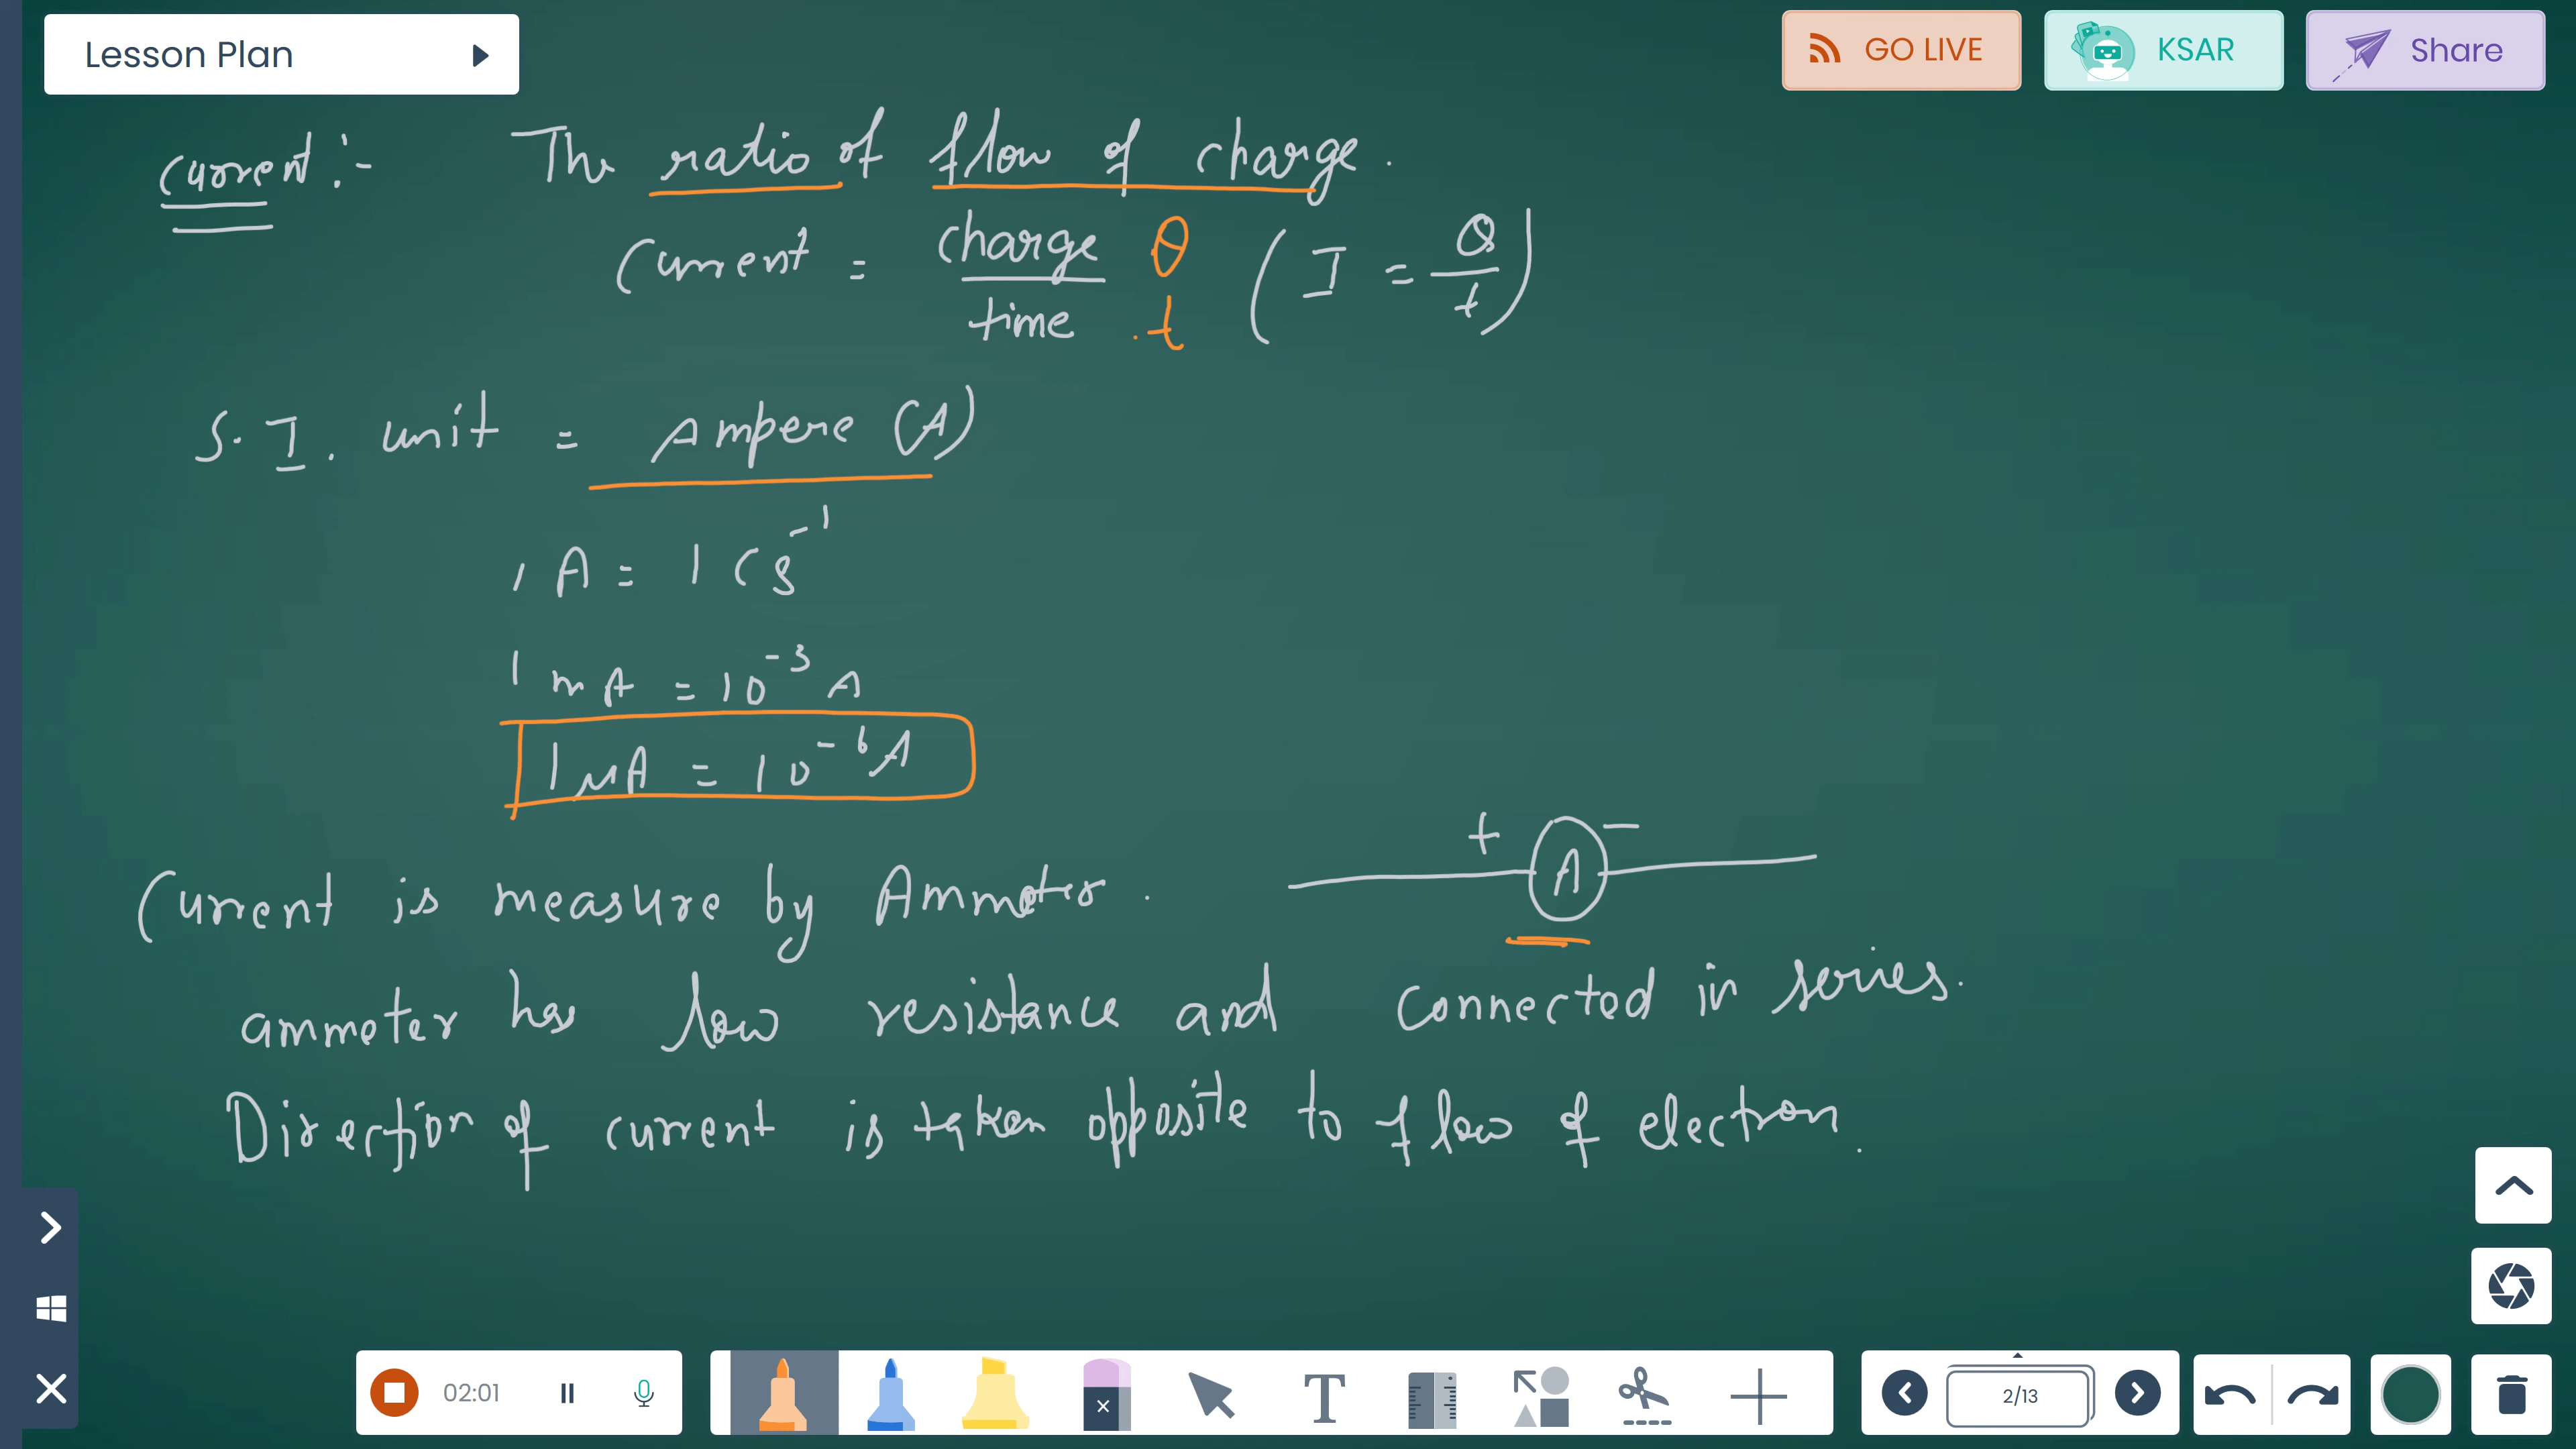 Lesson Plan
GO LIVE
KSAR
Share
Current :- The ratio of flow of charge.
Current = charge/time Q/t (I = Q/t)
S.I. unit = Ampere (A)
1 A = 1 Cs⁻¹
1 mA = 10⁻³ A
1 μA = 10⁻⁶ A
Current is measure by Ammeter.
+ A −
ammeter has low resistance and connected in series.
Direction of current is taken opposite to flow of electron.
02:01
T
2/13